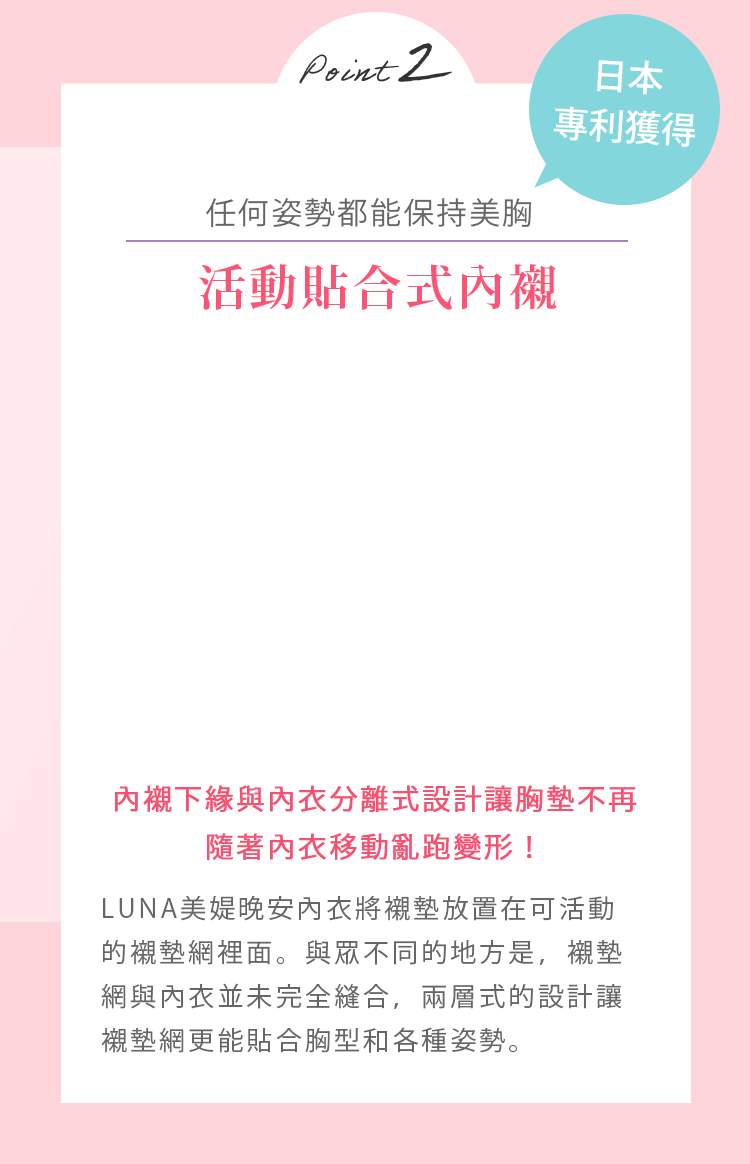 Point 2
日本
專利獲得
任何姿勢都能保持美胸
活動貼合式內襯
內襯下緣與內衣分離式設計讓胸墊不再
隨著內衣移動亂跑變形！
LUNA美媞晚安內衣將襯墊放置在可活動
的襯墊網裡面。與眾不同的地方是，襯墊
網與內衣並未完全縫合，兩層式的設計讓
襯墊網更能貼合胸型和各種姿勢。